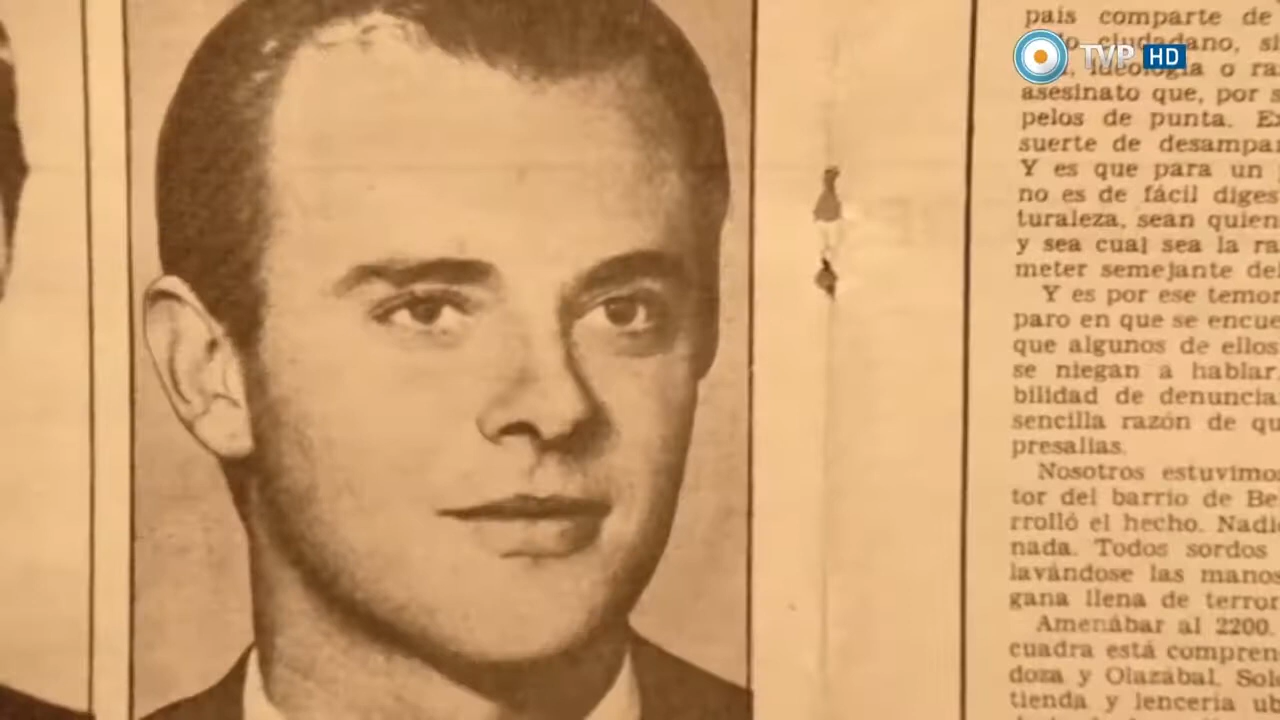 TVP HD
país comparte de
ciudadano, si
ideología o ra
asesinato que, por s
pelos de punta. Ex
suerte de desampar
Y es que para un
no es de fácil diges
turaleza, sean quien
y sea cual sea la ra
meter semejante del
Y es por ese temor
paro en que se encue
que algunos de ellos
se niegan a hablar.
bilidad de denuncia
sencilla razón de qu
presalias.
Nosotros estuvimo
tor del barrio de Be
rrolló el hecho. Nadi
nada. Todos sordos
lavándose las manos
gana llena de terror
Amenábar al 2200.
cuadra está compren
doza y Olazábal. Sol
tienda y lencería ub